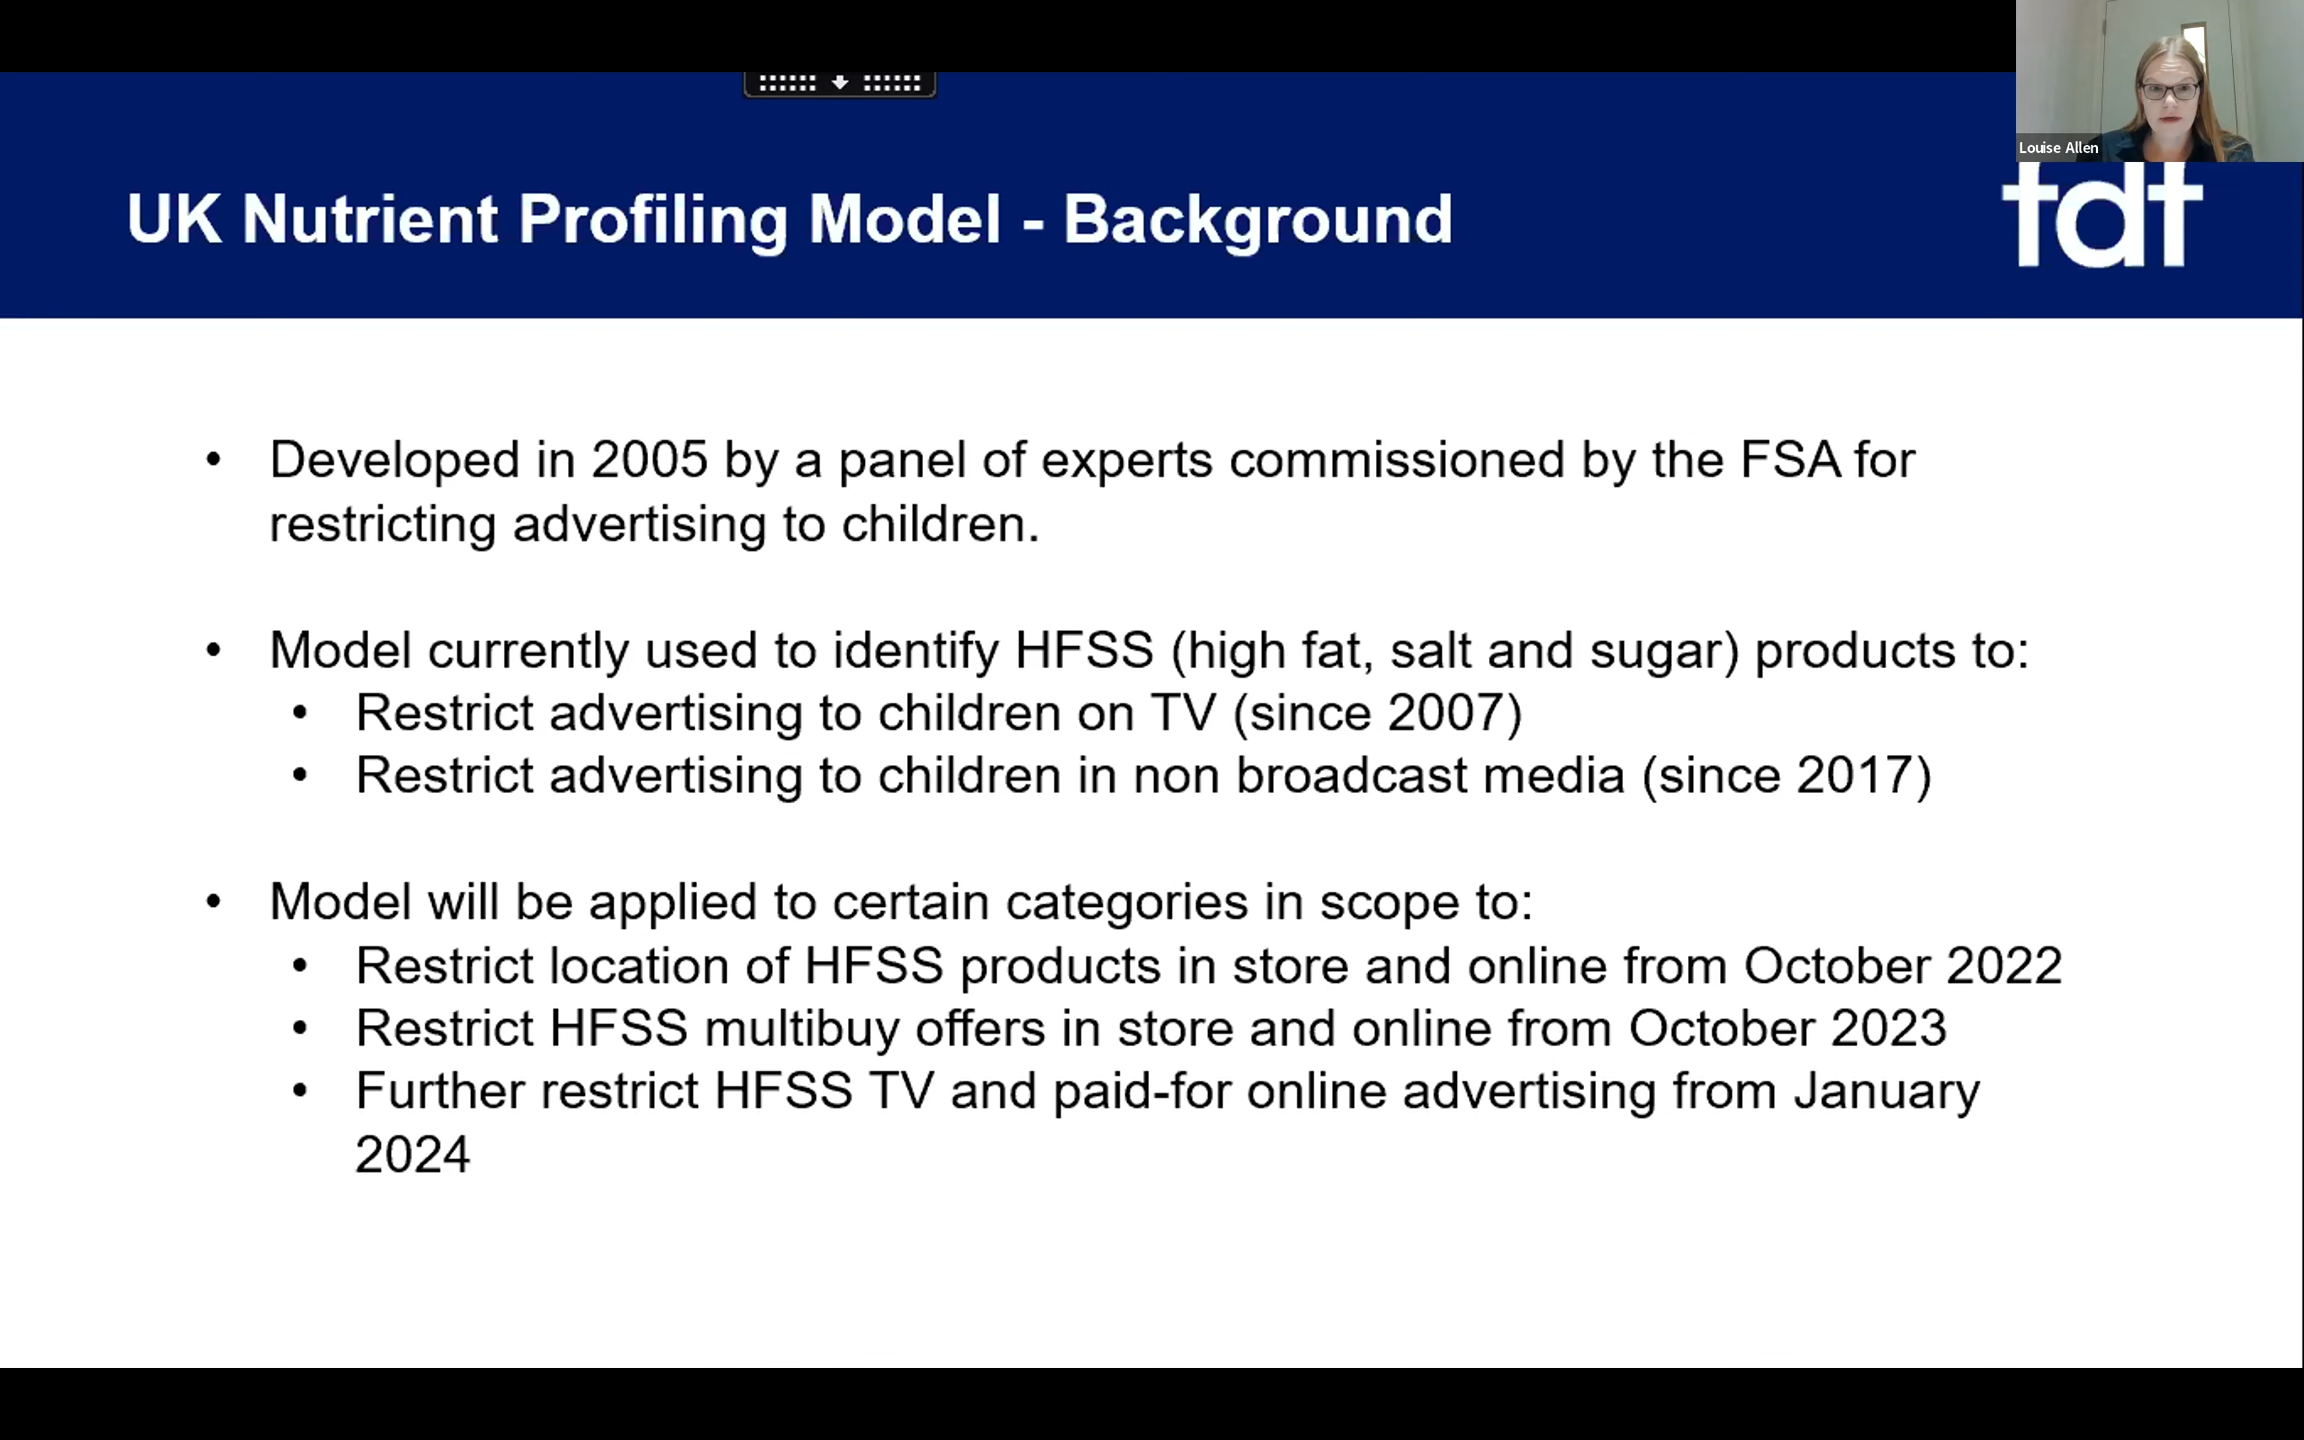 Louise Allen
UK Nutrient Profiling Model - Background
tdt
• Developed in 2005 by a panel of experts commissioned by the FSA for
restricting advertising to children.
• Model currently used to identify HFSS (high fat, salt and sugar) products to:
• Restrict advertising to children on TV (since 2007)
• Restrict advertising to children in non broadcast media (since 2017)
• Model will be applied to certain categories in scope to:
• Restrict location of HFSS products in store and online from October 2022
• Restrict HFSS multibuy offers in store and online from October 2023
• Further restrict HFSS TV and paid-for online advertising from January
2024